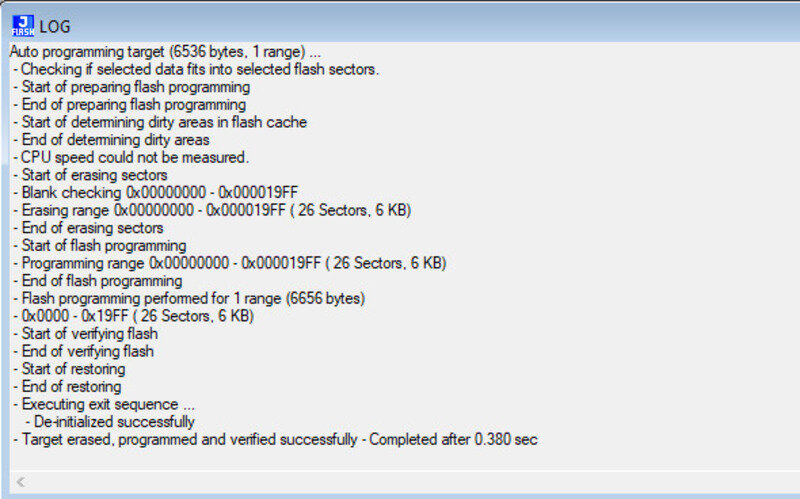 J
FLASH
LOG
Auto programming target (6536 bytes, 1 range) ...
- Checking if selected data fits into selected flash sectors.
- Start of preparing flash programming
- End of preparing flash programming
- Start of determining dirty areas in flash cache
- End of determining dirty areas
- CPU speed could not be measured.
- Start of erasing sectors
- Blank checking 0x00000000 - 0x000019FF
- Erasing range 0x00000000 - 0x000019FF ( 26 Sectors, 6 KB)
- End of erasing sectors
- Start of flash programming
- Programming range 0x00000000 - 0x000019FF ( 26 Sectors, 6 KB)
- End of flash programming
- Flash programming performed for 1 range (6656 bytes)
- 0x0000 - 0x19FF ( 26 Sectors, 6 KB)
- Start of verifying flash
- End of verifying flash
- Start of restoring
- End of restoring
- Executing exit sequence ...
- De-initialized successfully
- Target erased, programmed and verified successfully - Completed after 0.380 sec